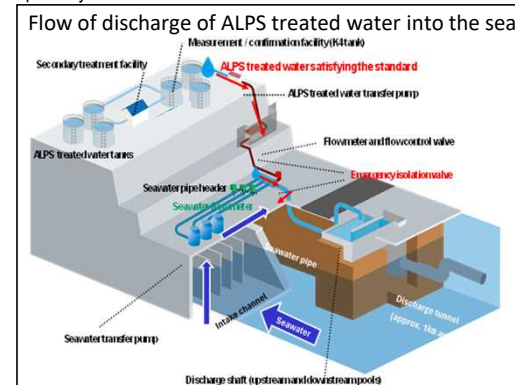 Flow of discharge of ALPS treated water into the sea
Measurement / confirmation facility (K4 tank)
Secondary treatment facility
ALPS treated water satisfying the standard
ALPS treated water transfer pump
ALPS treated water tanks
Flowmeter and flow control valve
Emergency isolation valve
Seawater pipe header
Seawater flowmeter
Seawater pipe
Intake channel
Seawater
Discharge tunnel
(approx. 1km
Seawater transfer pump
Discharge shaft (upstream and downstream pools)